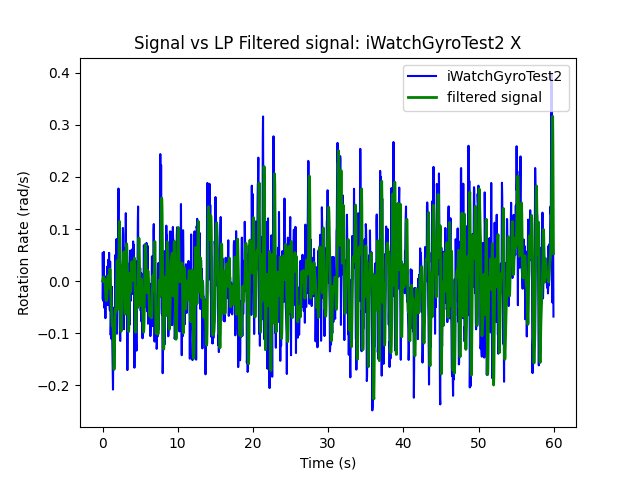 Signal vs LP Filtered signal: iWatchGyroTest2 X
iWatchGyroTest2
filtered signal
Rotation Rate (rad/s)
0.4
0.3
0.2
0.1
0.0
−0.1
−0.2
0 10 20 30 40 50 60
Time (s)